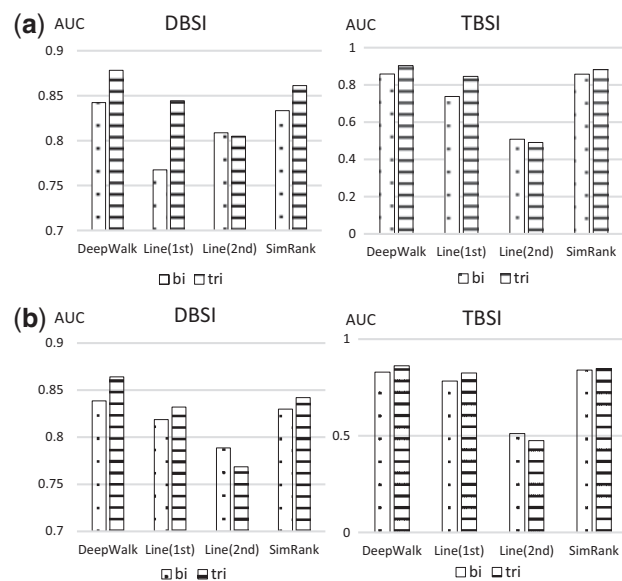 (a)
AUC DBSI
0.9
0.85
0.8
0.75
0.7
DeepWalk Line(1st) Line(2nd) SimRank
bi tri
AUC TBSI
1
0.8
0.6
0.4
0.2
0
DeepWalk Line(1st) Line(2nd) SimRank
bi tri
(b)
AUC DBSI
0.9
0.85
0.8
0.75
0.7
DeepWalk Line(1st) Line(2nd) SimRank
bi tri
AUC TBSI
1
0.5
0
DeepWalk Line(1st) Line(2nd) SimRank
bi tri